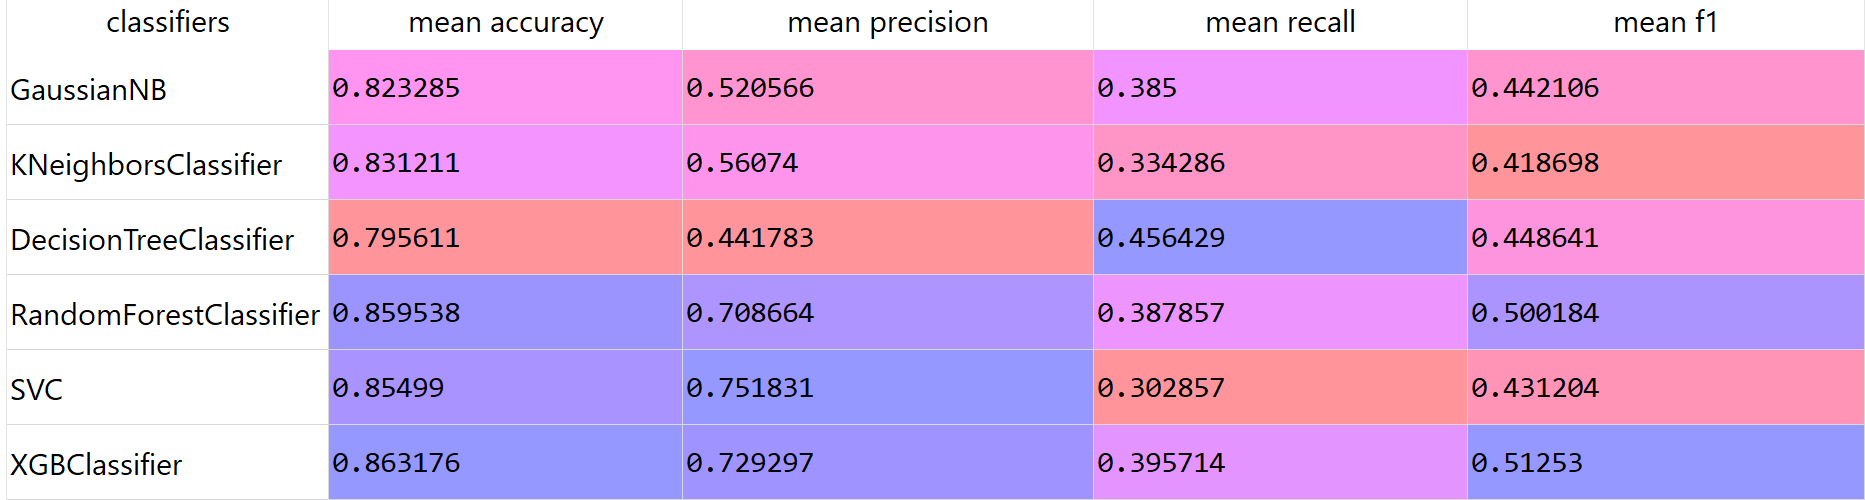 classifiers mean accuracy mean precision mean recall mean f1
GaussianNB 0.823285 0.520566 0.385 0.442106
KNeighborsClassifier 0.831211 0.56074 0.334286 0.418698
DecisionTreeClassifier 0.795611 0.441783 0.456429 0.448641
RandomForestClassifier 0.859538 0.708664 0.387857 0.500184
SVC 0.85499 0.751831 0.302857 0.431204
XGBClassifier 0.863176 0.729297 0.395714 0.51253